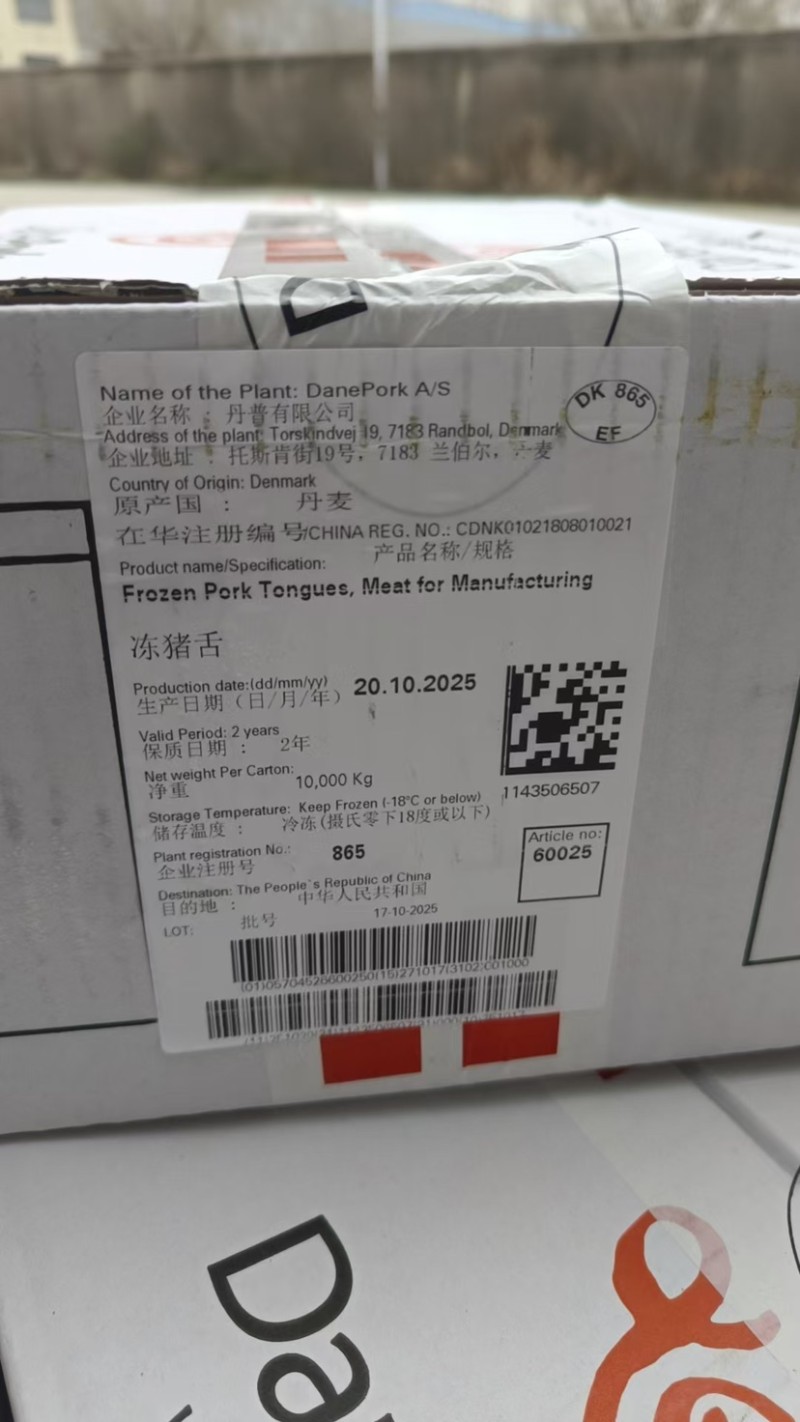 Name of the Plant: DanePork A/S
企业名称 : 丹普有限公司
DK 865
EF
Address of the plant: Torskindvej 19, 7183 Randbol, Denmark
企业地址 : 托斯肯街19号, 7183 兰伯尔, 麦
Country of Origin: Denmark
原产国 : 丹麦
在华注册编号/CHINA REG. NO.: CDNK01021808010021
产品名称/规格
Product name/Specification:
Frozen Pork Tongues, Meat for Manufacturing
冻猪舌
Production date:(dd/mm/yy) 20.10.2025
生产日期 (日/月/年)
Valid Period: 2 years
保质日期 : 2年
Net weight Per Carton: 10,000 Kg
净重
1143506507
Storage Temperature: Keep Frozen (-18°C or below)
储存温度 : 冷冻(摄氏零下18度或以下)
Article no:
60025
Plant registration No.: 865
企业注册号
Destination: The People's Republic of China
目的地 : 中华人民共和国
LOT: 批号 17-10-2025
(01)05704526600250(15)271017(3102)001000
D
Da